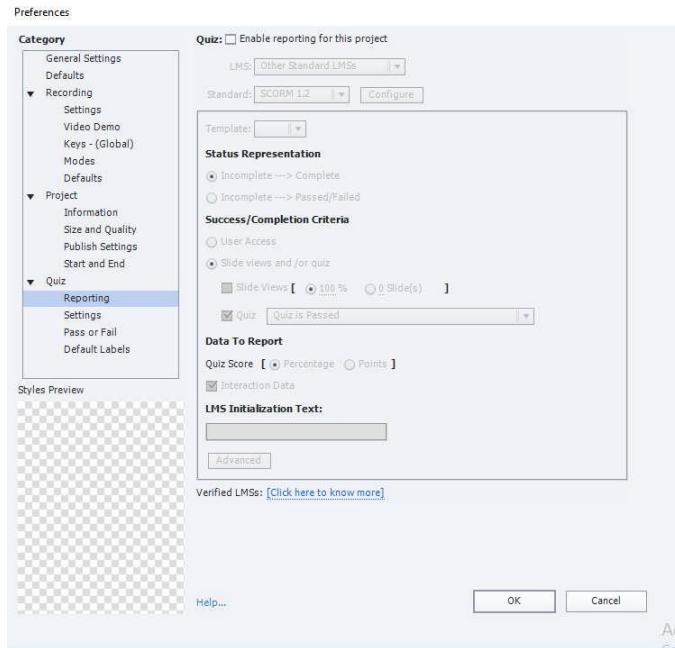 Preferences
Category
General Settings
Defaults
Recording
Settings
Video Demo
Keys - (Global)
Modes
Defaults
Project
Information
Size and Quality
Publish Settings
Start and End
Quiz
Reporting
Settings
Pass or Fail
Default Labels
Styles Preview
Quiz: Enable reporting for this project
LMS: Other Standard LMSs
Standard: SCORM 1.2 Configure
Template:
Status Representation
Incomplete ---> Complete
Incomplete ---> Passed/Failed
Success/Completion Criteria
User Access
Slide views and /or quiz
Slide Views [ 100 % 0 Slide(s) ]
Quiz Quiz is Passed
Data To Report
Quiz Score [ Percentage Points ]
Interaction Data
LMS Initialization Text:
Advanced
Verified LMSs: [Click here to know more]
Help... OK Cancel